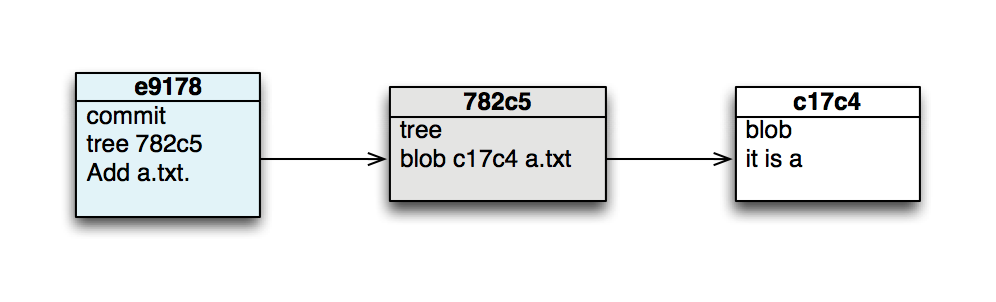 e9178
commit
tree 782c5
Add a.txt.
782c5
tree
blob c17c4 a.txt
c17c4
blob
it is a